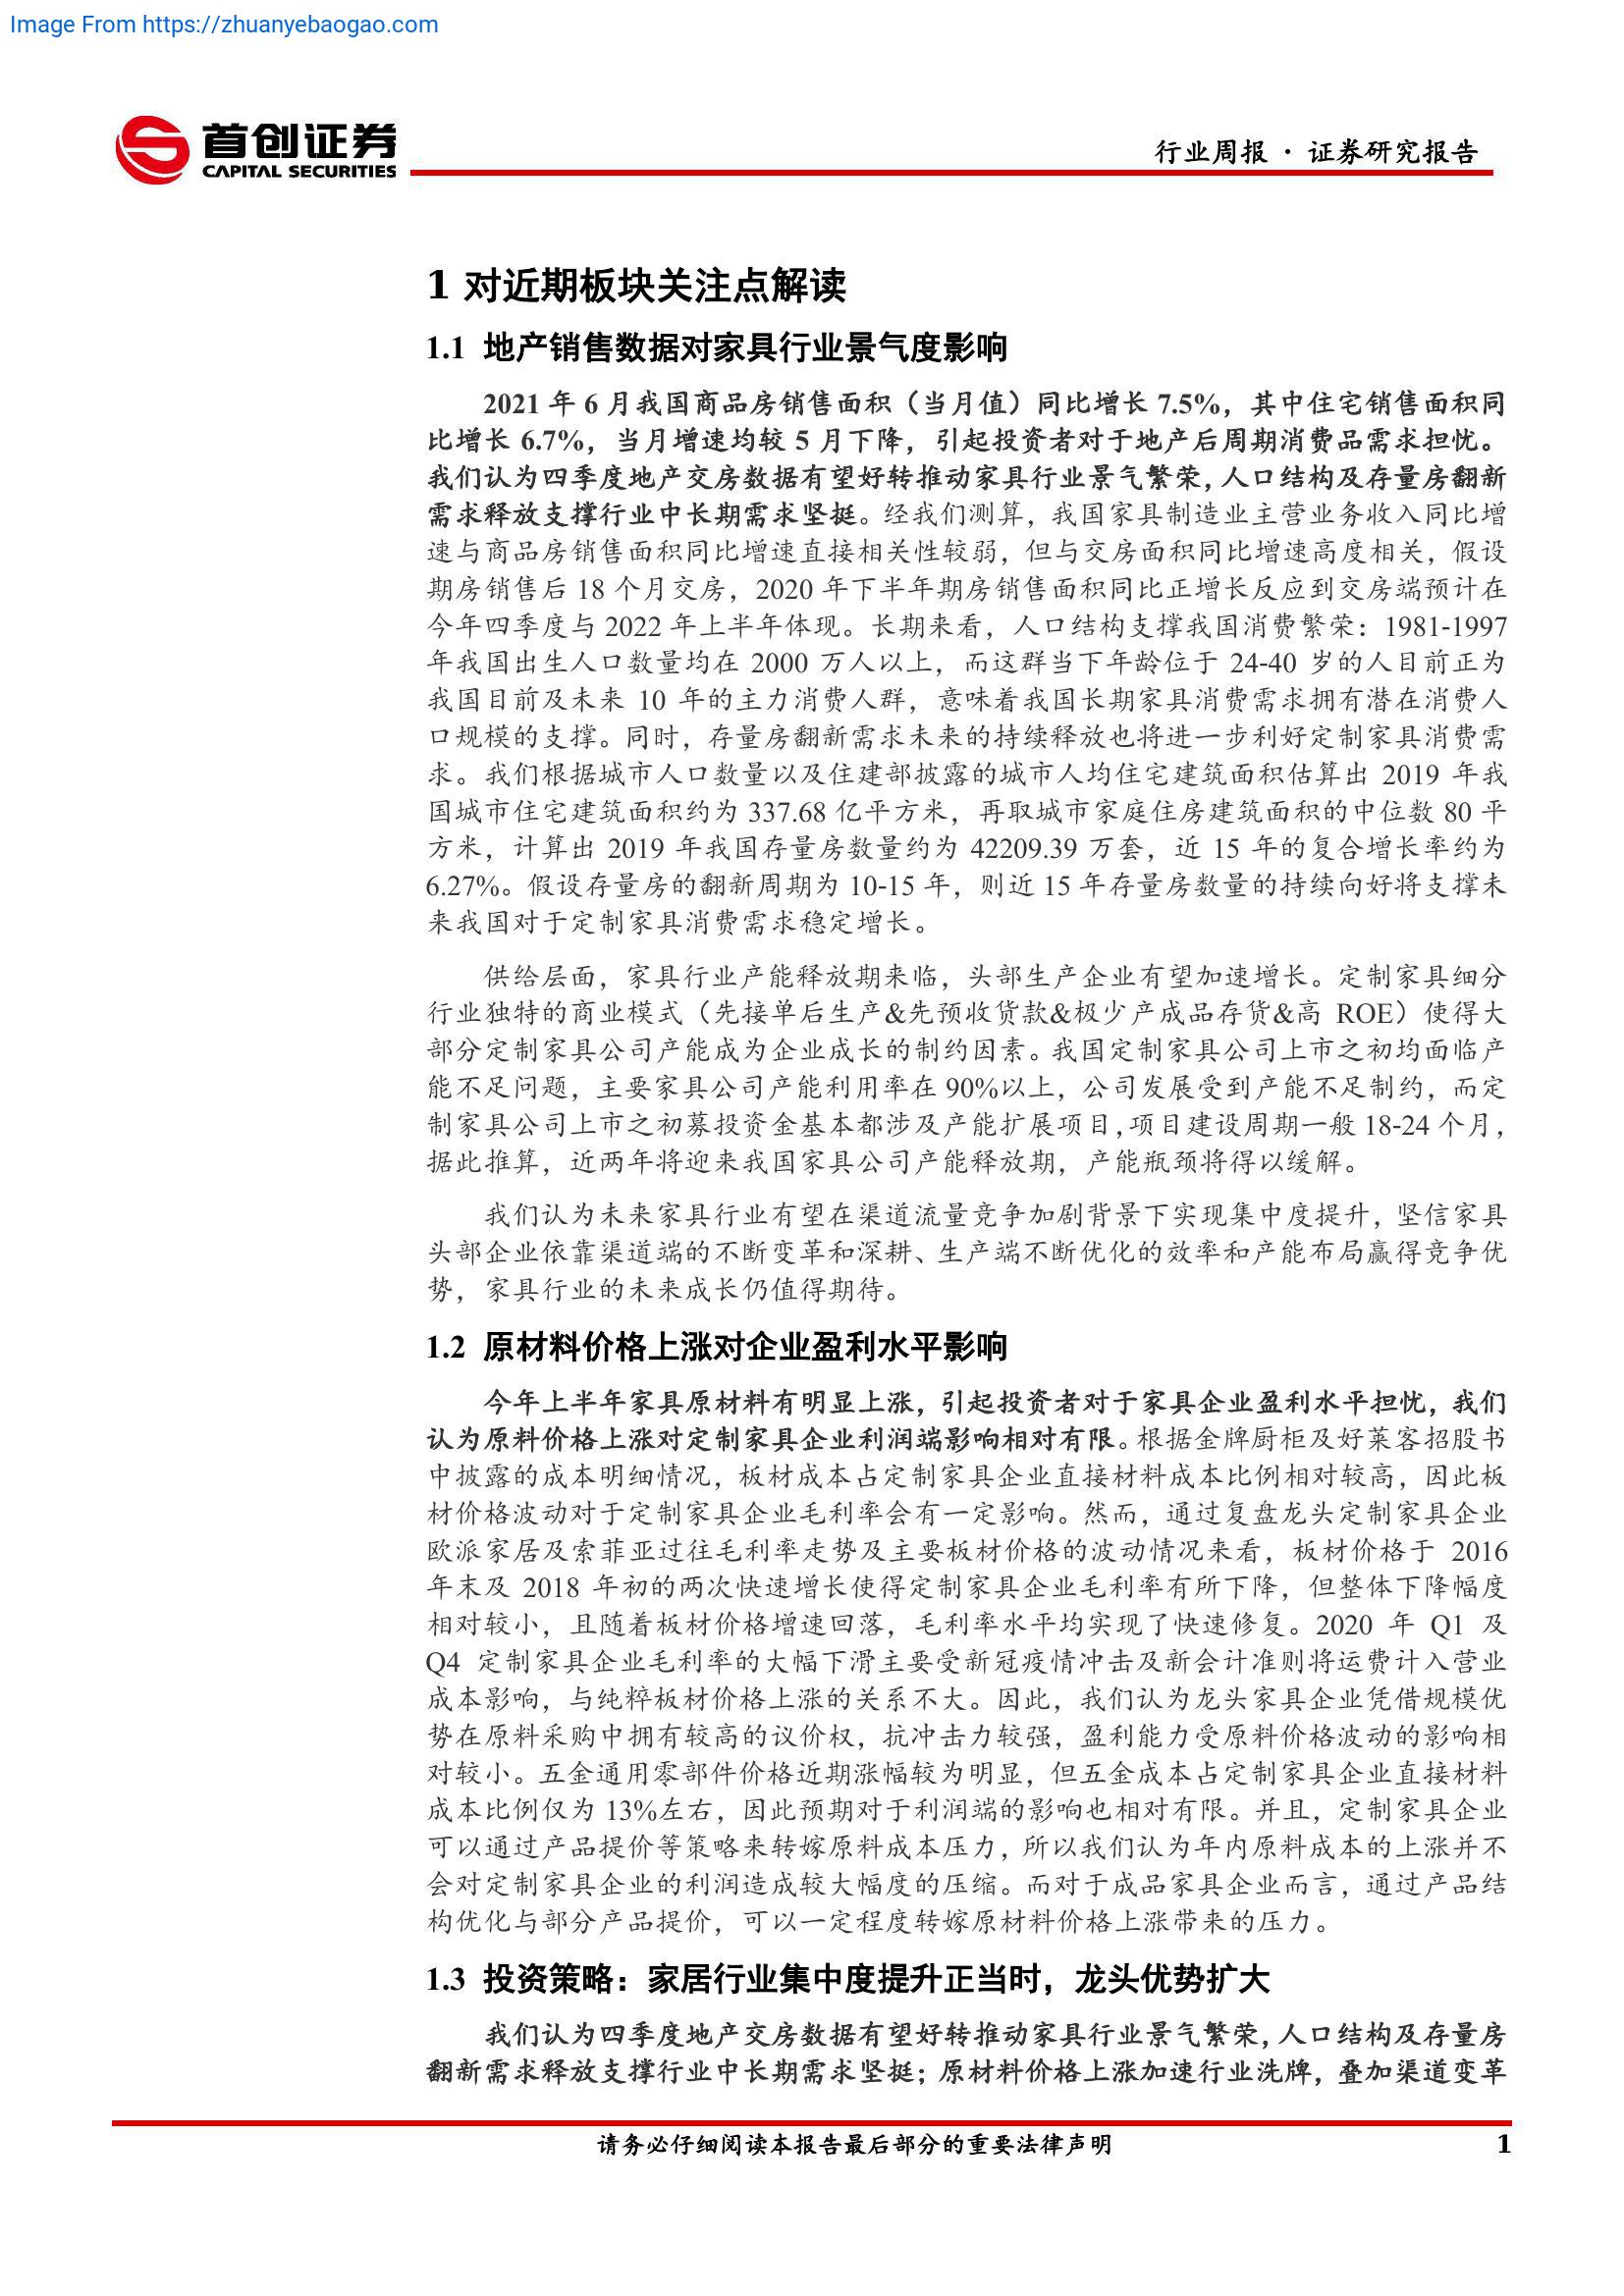 Image From https://zhuanyebaogao.com
首创证券
CAPITAL SECURITIES
行业周报 · 证券研究报告
1 对近期板块关注点解读
1.1 地产销售数据对家具行业景气度影响
2021 年 6 月我国商品房销售面积（当月值）同比增长 7.5%，其中住宅销售面积同
比增长 6.7%，当月增速均较 5 月下降，引起投资者对于地产后周期消费品需求担忧。
我们认为四季度地产交房数据有望好转推动家具行业景气繁荣，人口结构及存量房翻新
需求释放支撑行业中长期需求坚挺。经我们测算，我国家具制造业主营业务收入同比增
速与商品房销售面积同比增速直接相关性较弱，但与交房面积同比增速高度相关，假设
期房销售后 18 个月交房，2020 年下半年期房销售面积同比正增长反应到交房端预计在
今年四季度与 2022 年上半年体现。长期来看，人口结构支撑我国消费繁荣：1981-1997
年我国出生人口数量均在 2000 万人以上，而这群当下年龄位于 24-40 岁的人目前正为
我国目前及未来 10 年的主力消费人群，意味着我国长期家具消费需求拥有潜在消费人
口规模的支撑。同时，存量房翻新需求未来的持续释放也将进一步利好定制家具消费需
求。我们根据城市人口数量以及住建部披露的城市人均住宅建筑面积估算出 2019 年我
国城市住宅建筑面积约为 337.68 亿平方米，再取城市家庭住房建筑面积的中位数 80 平
方米，计算出 2019 年我国存量房数量约为 42209.39 万套，近 15 年的复合增长率约为
6.27%。假设存量房的翻新周期为 10-15 年，则近 15 年存量房数量的持续向好将支撑未
来我国对于定制家具消费需求稳定增长。
供给层面，家具行业产能释放期来临，头部生产企业有望加速增长。定制家具细分
行业独特的商业模式（先接单后生产&先预收货款&极少产成品存货&高 ROE）使得大
部分定制家具公司产能成为企业成长的制约因素。我国定制家具公司上市之初均面临产
能不足问题，主要家具公司产能利用率在 90%以上，公司发展受到产能不足制约，而定
制家具公司上市之初募投资金基本都涉及产能扩展项目，项目建设周期一般 18-24 个月，
据此推算，近两年将迎来我国家具公司产能释放期，产能瓶颈将得以缓解。
我们认为未来家具行业有望在渠道流量竞争加剧背景下实现集中度提升，坚信家具
头部企业依靠渠道端的不断变革和深耕、生产端不断优化的效率和产能布局赢得竞争优
势，家具行业的未来成长仍值得期待。
1.2 原材料价格上涨对企业盈利水平影响
今年上半年家具原材料有明显上涨，引起投资者对于家具企业盈利水平担忧，我们
认为原料价格上涨对定制家具企业利润端影响相对有限。根据金牌厨柜及好莱客招股书
中披露的成本明细情况，板材成本占定制家具企业直接材料成本比例相对较高，因此板
材价格波动对于定制家具企业毛利率会有一定影响。然而，通过复盘龙头定制家具企业
欧派家居及索菲亚过往毛利率走势及主要板材价格的波动情况来看，板材价格于 2016
年末及 2018 年初的两次快速增长使得定制家具企业毛利率有所下降，但整体下降幅度
相对较小，且随着板材价格增速回落，毛利率水平均实现了快速修复。2020 年 Q1 及
Q4 定制家具企业毛利率的大幅下滑主要受新冠疫情冲击及新会计准则将运费计入营业
成本影响，与纯粹板材价格上涨的关系不大。因此，我们认为龙头家具企业凭借规模优
势在原料采购中拥有较高的议价权，抗冲击力较强，盈利能力受原料价格波动的影响相
对较小。五金通用零部件价格近期涨幅较为明显，但五金成本占定制家具企业直接材料
成本比例仅为 13%左右，因此预期对于利润端的影响也相对有限。并且，定制家具企业
可以通过产品提价等策略来转嫁原料成本压力，所以我们认为年内原料成本的上涨并不
会对定制家具企业的利润造成较大幅度的压缩。而对于成品家具企业而言，通过产品结
构优化与部分产品提价，可以一定程度转嫁原材料价格上涨带来的压力。
1.3 投资策略：家居行业集中度提升正当时，龙头优势扩大
我们认为四季度地产交房数据有望好转推动家具行业景气繁荣，人口结构及存量房
翻新需求释放支撑行业中长期需求坚挺；原材料价格上涨加速行业洗牌，叠加渠道变革
请务必仔细阅读本报告最后部分的重要法律声明
1